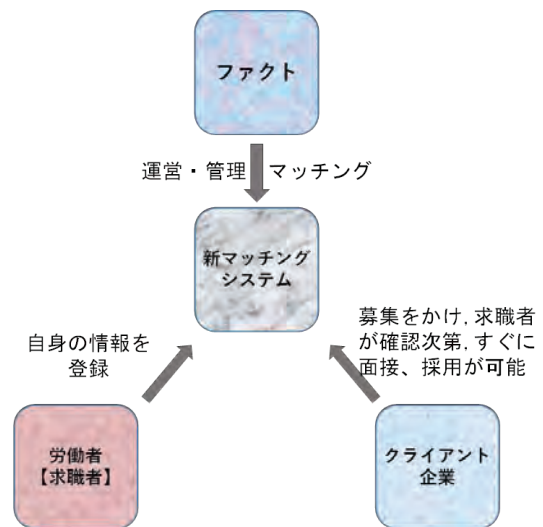 ファクト
運営・管理 マッチング
新マッチング
システム
自身の情報を
登録
募集をかけ,求職者
が確認次第,すぐに
面接、採用が可能
労働者
【求職者】
クライアント
企業